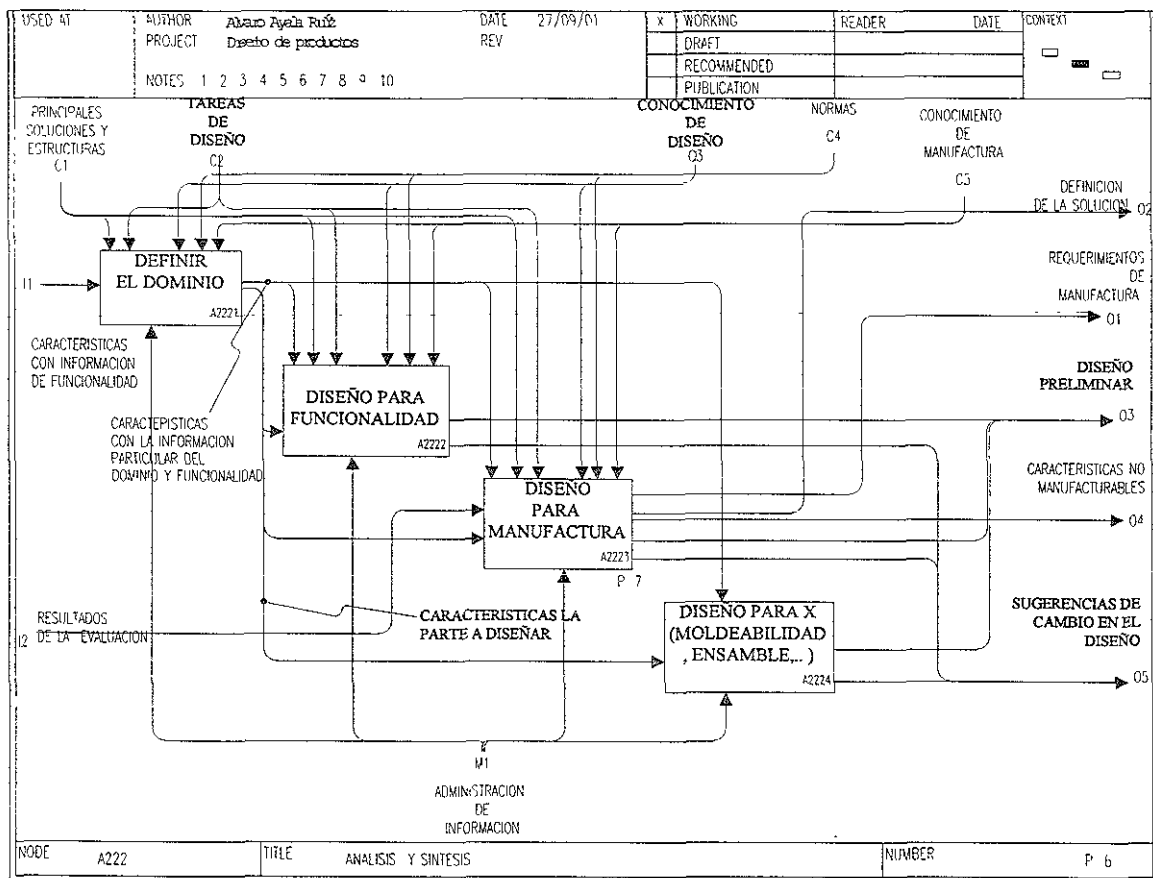 USED AT
AUTHOR Alvaro Ayala Ruiz
DATE 27/09/01
PROJECT Diseño de productos
REV
NOTES 1 2 3 4 5 6 7 8 9 10
x WORKING
DRAFT
RECOMMENDED
PUBLICATION
READER DATE
CONTEXT
PRINCIPALES
SOLUCIONES Y
ESTRUCTURAS
C1
TAREAS
DE
DISEÑO
C2
CONOCIMIENTO
DE
DISEÑO
C3
NORMAS
C4
CONOCIMIENTO
DE
MANUFACTURA
C5
DEFINICION
DE LA SOLUCION
O2
I1
DEFINIR
EL DOMINIO
A2221
REQUERIMIENTOS
DE
MANUFACTURA
O1
CARACTERISTICAS
CON INFORMACION
DE FUNCIONALIDAD
DISEÑO PARA
FUNCIONALIDAD
A2222
DISEÑO
PRELIMINAR
O3
CARACTERISTICAS
CON LA INFORMACION
PARTICULAR DEL
DOMINIO Y FUNCIONALIDAD
DISEÑO
PARA
MANUFACTURA
A2223
P 7
CARACTERISTICAS NO
MANUFACTURABLES
O4
RESULTADOS
DE LA EVALUACION
I2
CARACTERISTICAS LA
PARTE A DISEÑAR
DISEÑO PARA X
(MOLDEABILIDAD
, ENSAMBLE,.. )
A2224
SUGERENCIAS DE
CAMBIO EN EL
DISEÑO
O5
M1
ADMINISTRACION
DE
INFORMACION
NODE A222
TITLE ANALISIS Y SINTESIS
NUMBER P 6